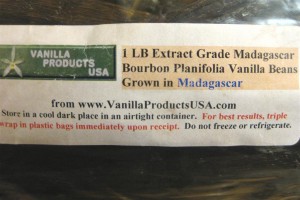 VANILLA
PRODUCTS
USA
1 LB Extract Grade Madagascar
Bourbon Planifolia Vanilla Beans
Grown in Madagascar
from www.VanillaProductsUSA.com
Store in a cool dark place in an airtight container. For best results, triple
wrap in plastic bags immediately upon receipt. Do not freeze or refrigerate.